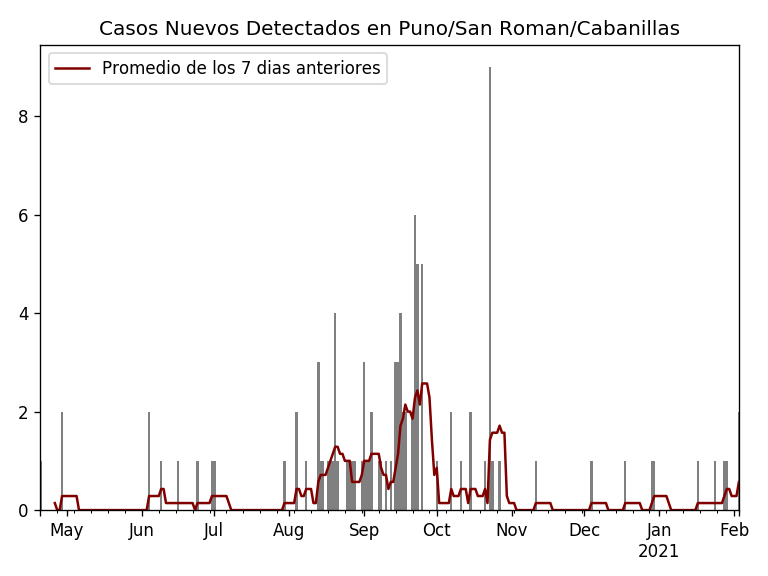 Casos Nuevos Detectados en Puno/San Roman/Cabanillas
Promedio de los 7 dias anteriores
8
6
4
2
0
May Jun Jul Aug Sep Oct Nov Dec Jan Feb
2021